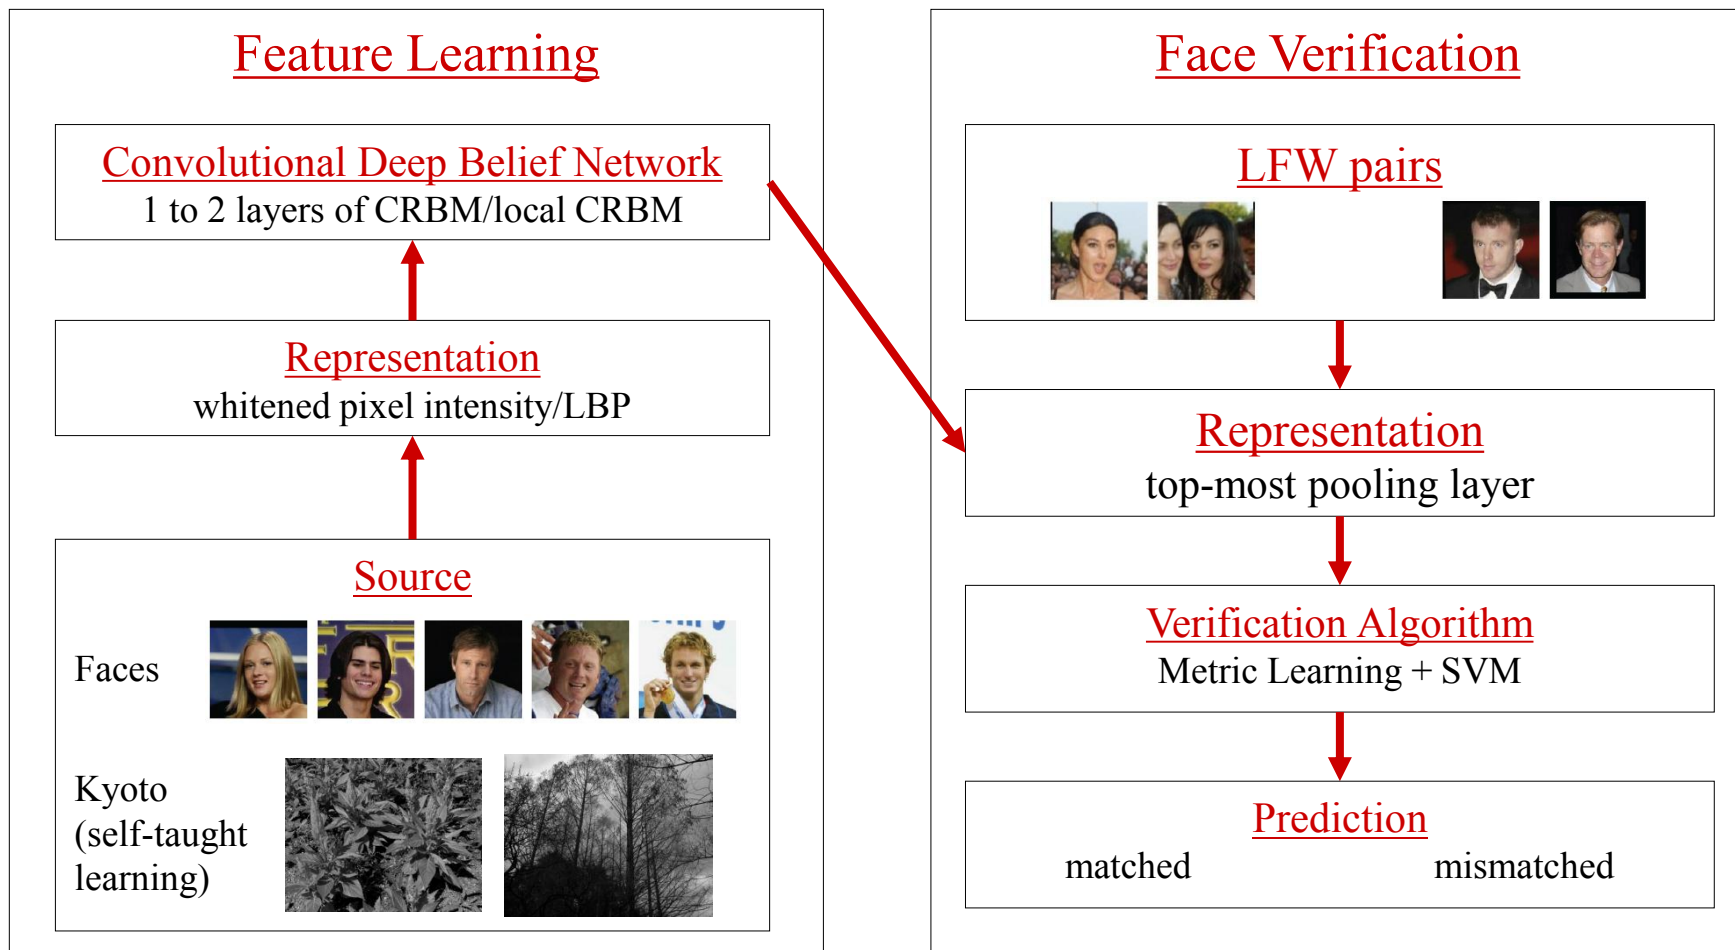 Feature Learning
Convolutional Deep Belief Network
1 to 2 layers of CRBM/local CRBM
Representation
whitened pixel intensity/LBP
Source
Faces
Kyoto
(self-taught
learning)
Face Verification
LFW pairs
Representation
top-most pooling layer
Verification Algorithm
Metric Learning + SVM
Prediction
matched
mismatched